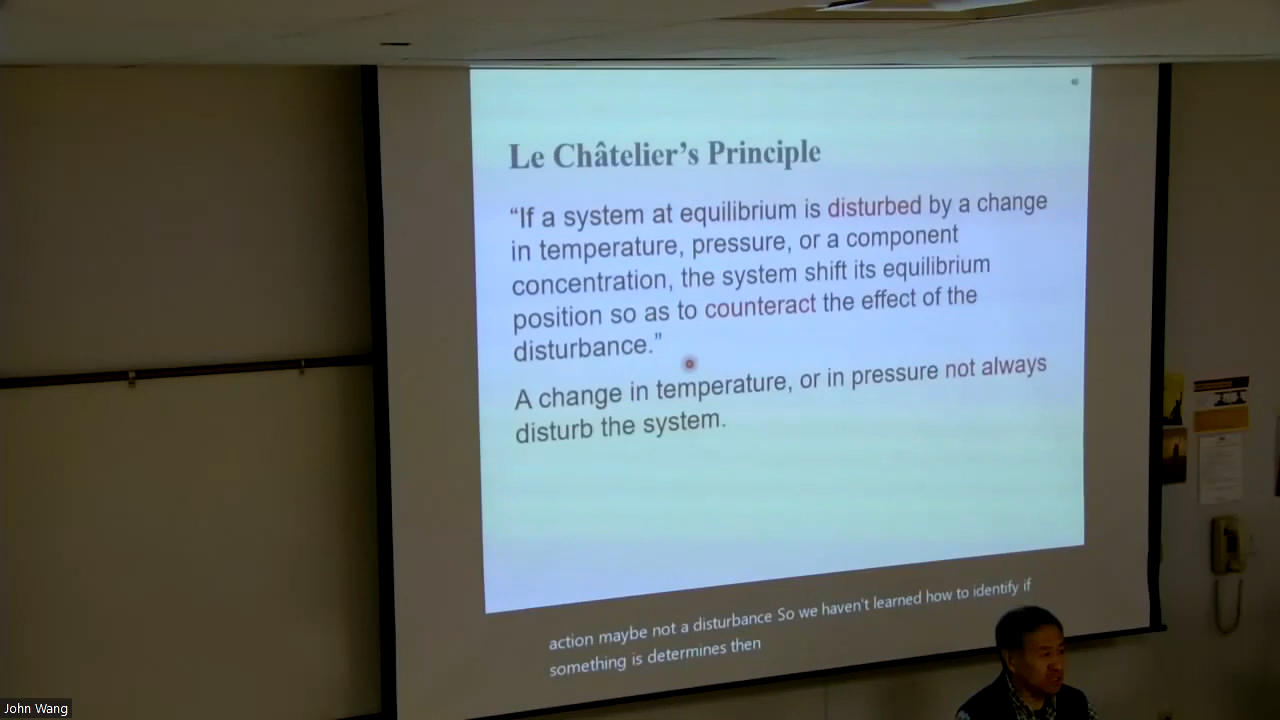 Le Châtelier's Principle
“If a system at equilibrium is disturbed by a change
in temperature, pressure, or a component
concentration, the system shift its equilibrium
position so as to counteract the effect of the
disturbance.”
A change in temperature, or in pressure not always
disturb the system.
action maybe not a disturbance So we haven't learned how to identify if
something is determines then
John Wang